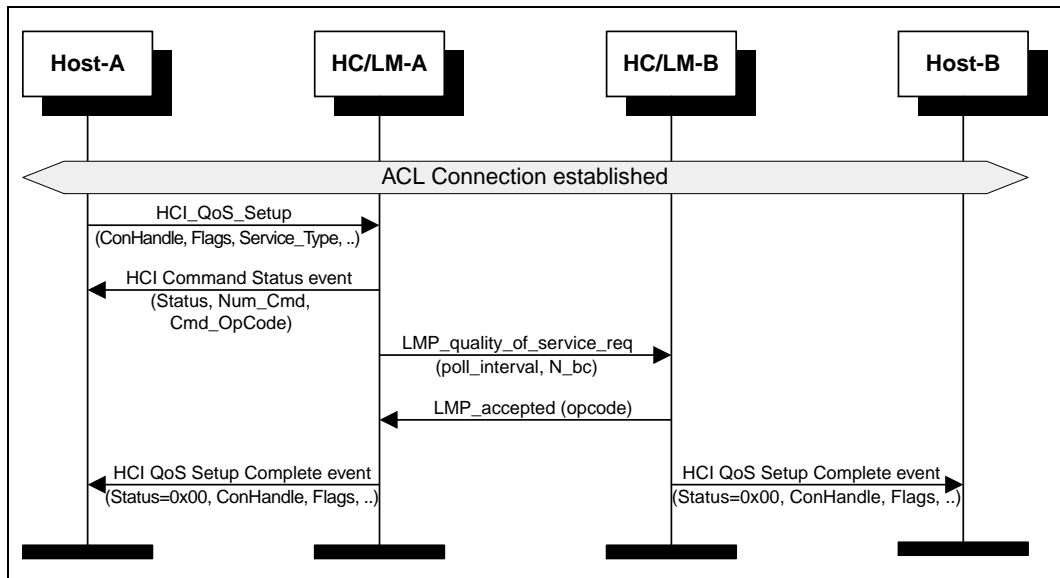 Host-A
HC/LM-A
HC/LM-B
Host-B
ACL Connection established
HCI_QoS_Setup
(ConHandle, Flags, Service_Type, ..)
HCI Command Status event
(Status, Num_Cmd,
Cmd_OpCode)
LMP_quality_of_service_req
(poll_interval, N_bc)
LMP_accepted (opcode)
HCI QoS Setup Complete event
(Status=0x00, ConHandle, Flags, ..)
HCI QoS Setup Complete event
(Status=0x00, ConHandle, Flags, ..)